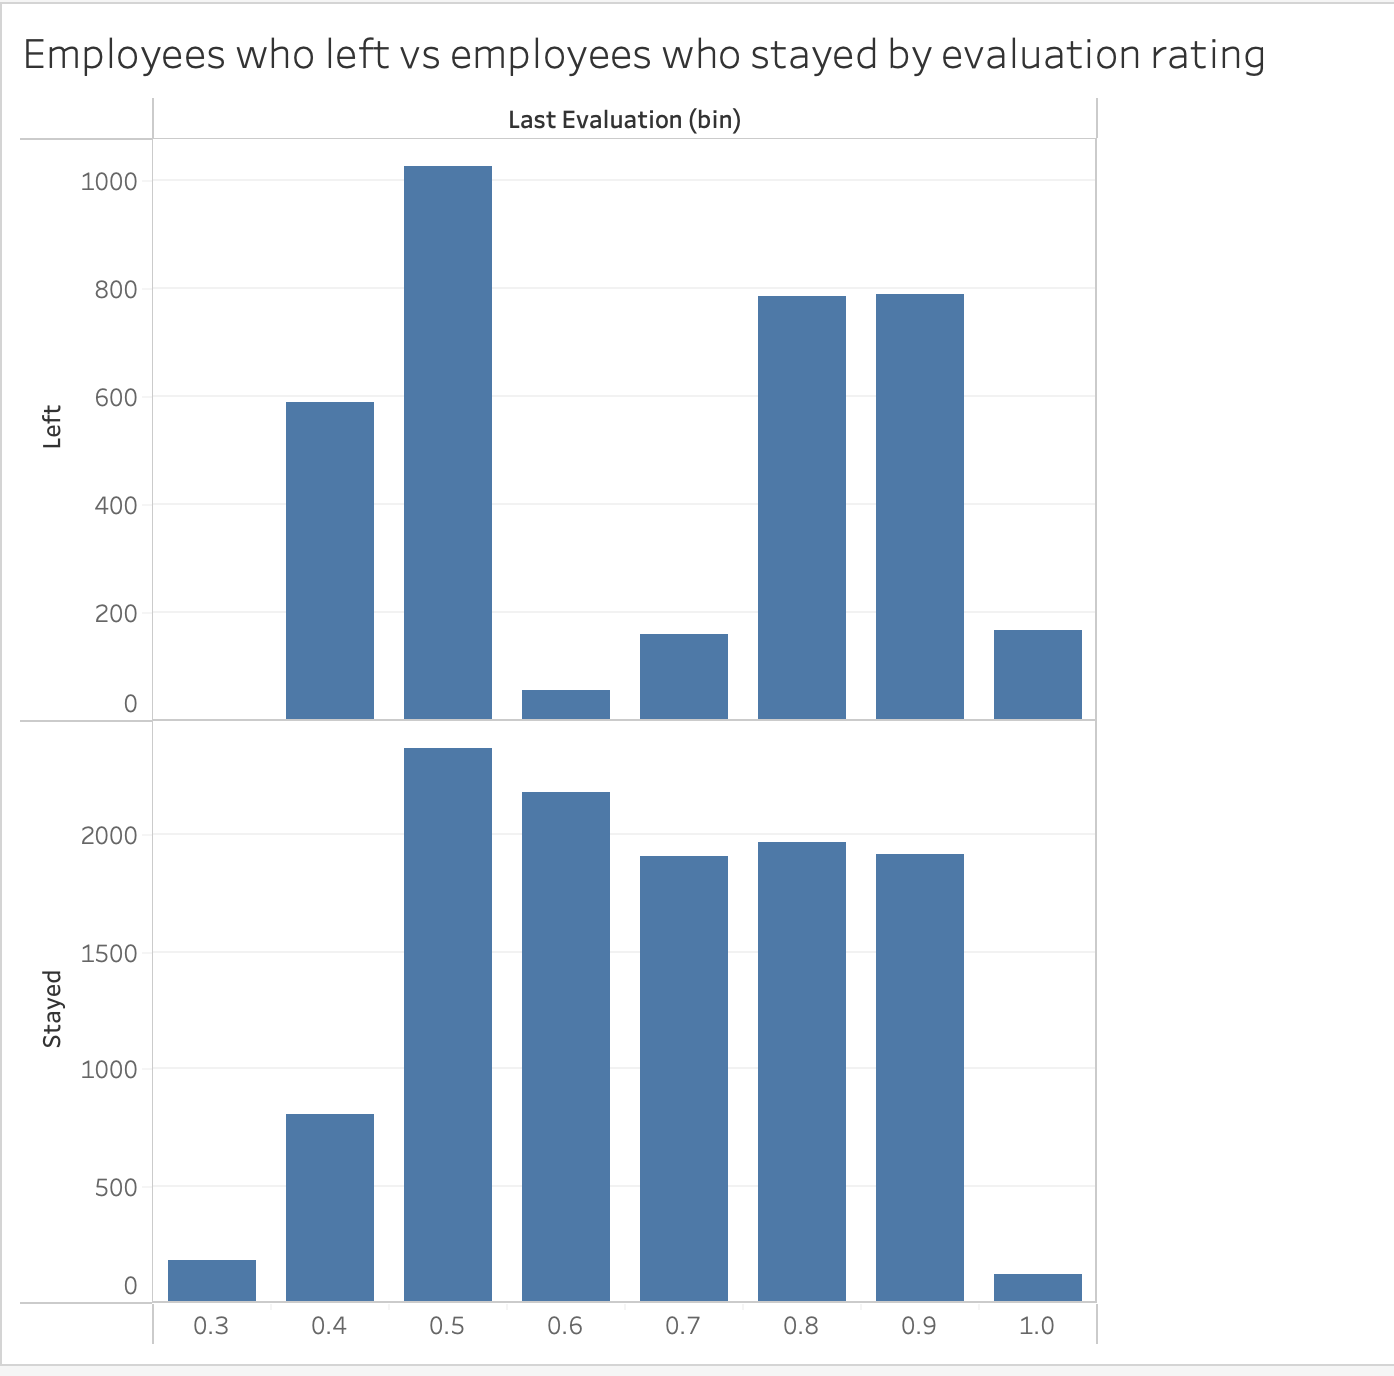 Employees who left vs employees who stayed by evaluation rating
Last Evaluation (bin)
Left
1000
800
600
400
200
0
Stayed
2000
1500
1000
500
0
0.3 0.4 0.5 0.6 0.7 0.8 0.9 1.0